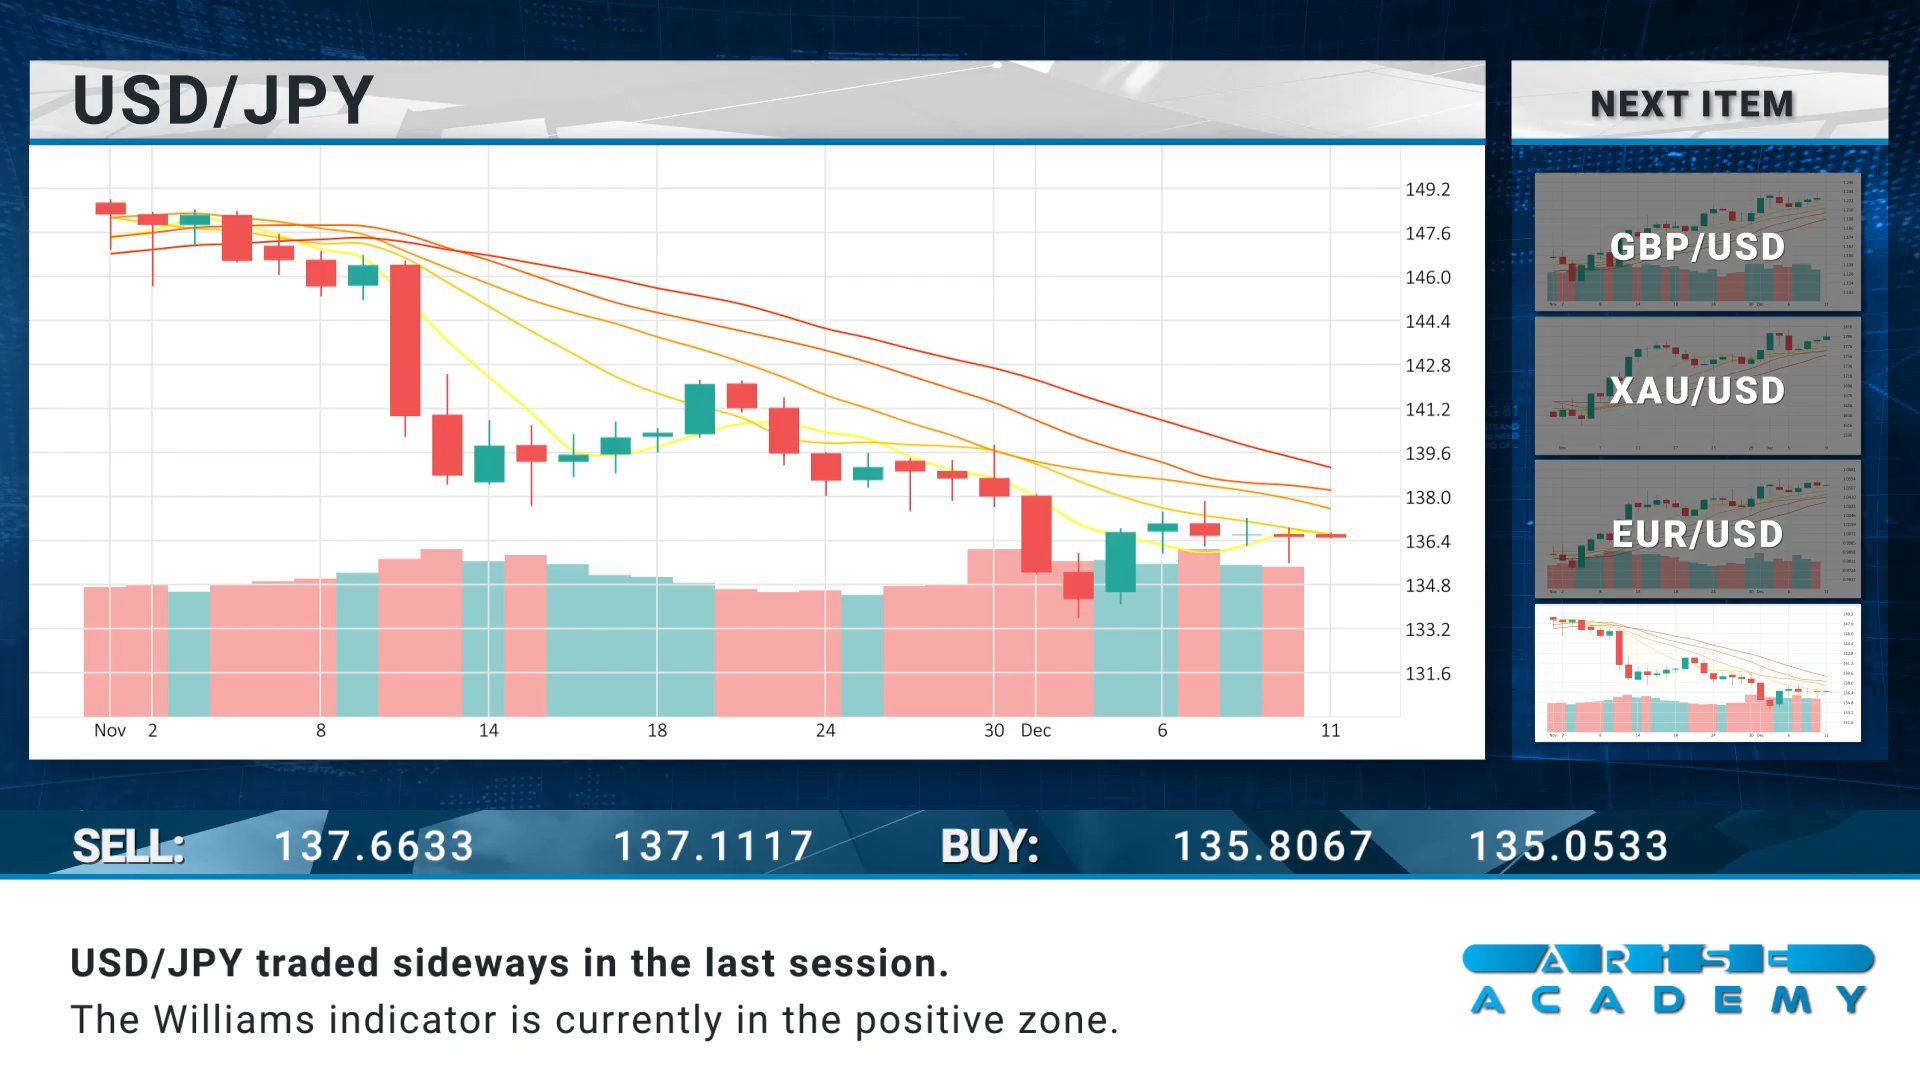 USD/JPY
NEXT ITEM
149.2
147.6
146.0
144.4
142.8
141.2
139.6
138.0
136.4
134.8
133.2
131.6
Nov 2 8 14 18 24 30 Dec 6 11
GBP/USD
XAU/USD
EUR/USD
SELL: 137.6633 137.1117 BUY: 135.8067 135.0533
USD/JPY traded sideways in the last session.
The Williams indicator is currently in the positive zone.
ARISE
ACADEMY